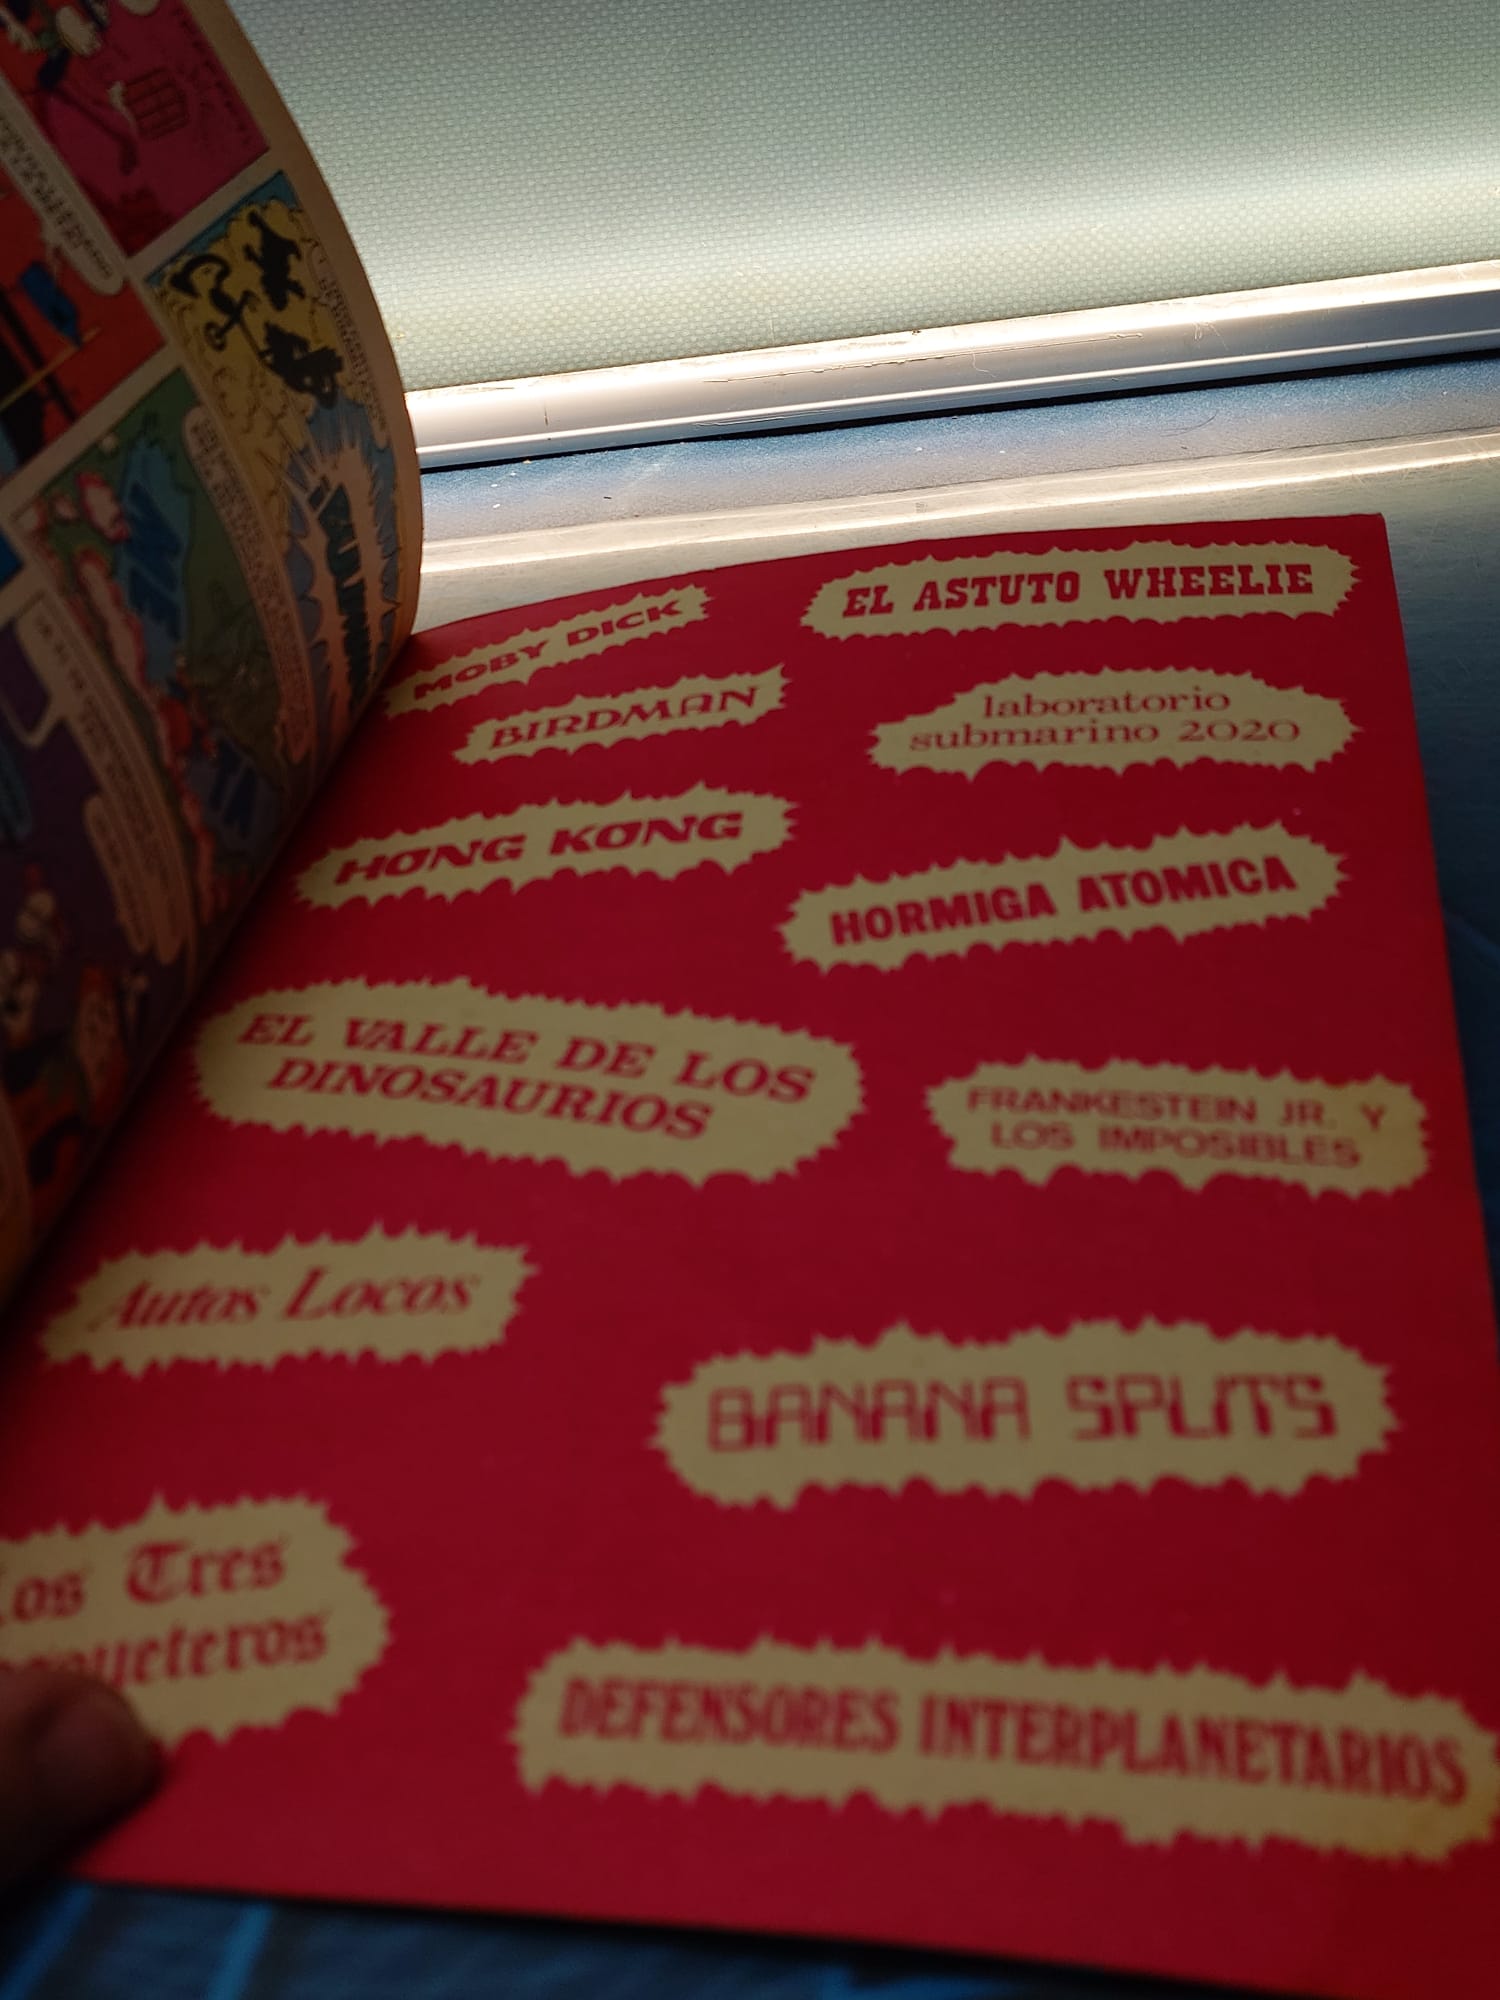 MOBY DICK
EL ASTUTO WHEELIE
BIRDMAN
laboratorio
submarino 2020
HONG KONG
HORMIGA ATOMICA
EL VALLE DE LOS
DINOSAURIOS
FRANKESTEIN JR. Y
LOS IMPOSIBLES
Autos Locos
BANANA SPLITS
Los Tres
DEFENSORES INTERPLANETARIOS